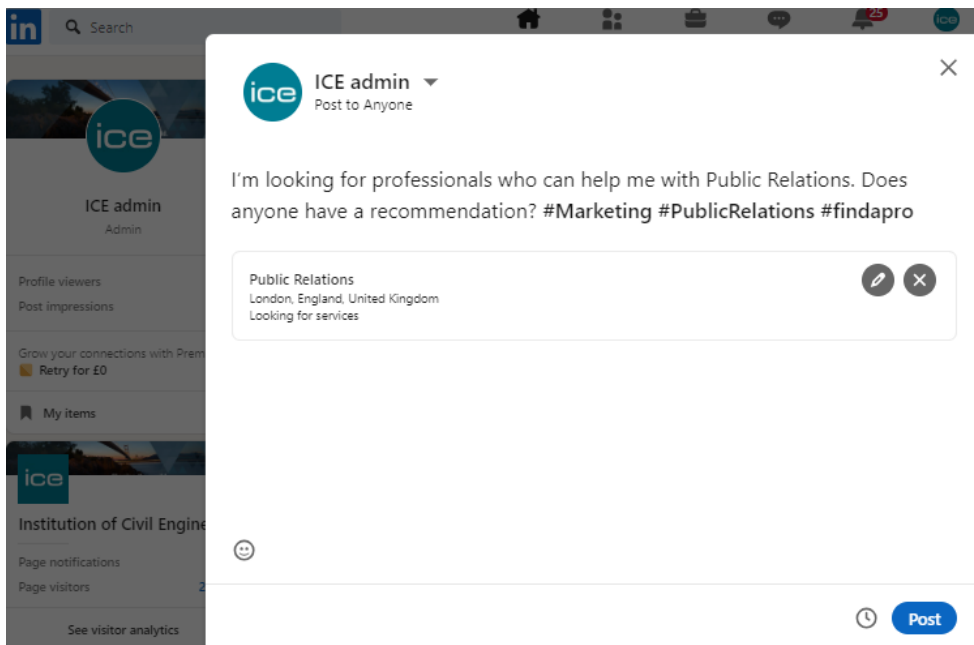 in
Search
25
ice
ice
ICE admin
Post to Anyone
ice
ICE admin
Admin
I'm looking for professionals who can help me with Public Relations. Does
anyone have a recommendation? #Marketing #PublicRelations #findapro
Public Relations
London, England, United Kingdom
Looking for services
Profile viewers
Post impressions
Grow your connections with Prem
Retry for £0
My items
ice
Institution of Civil Engine
Page notifications
Page visitors 2
See visitor analytics
Post